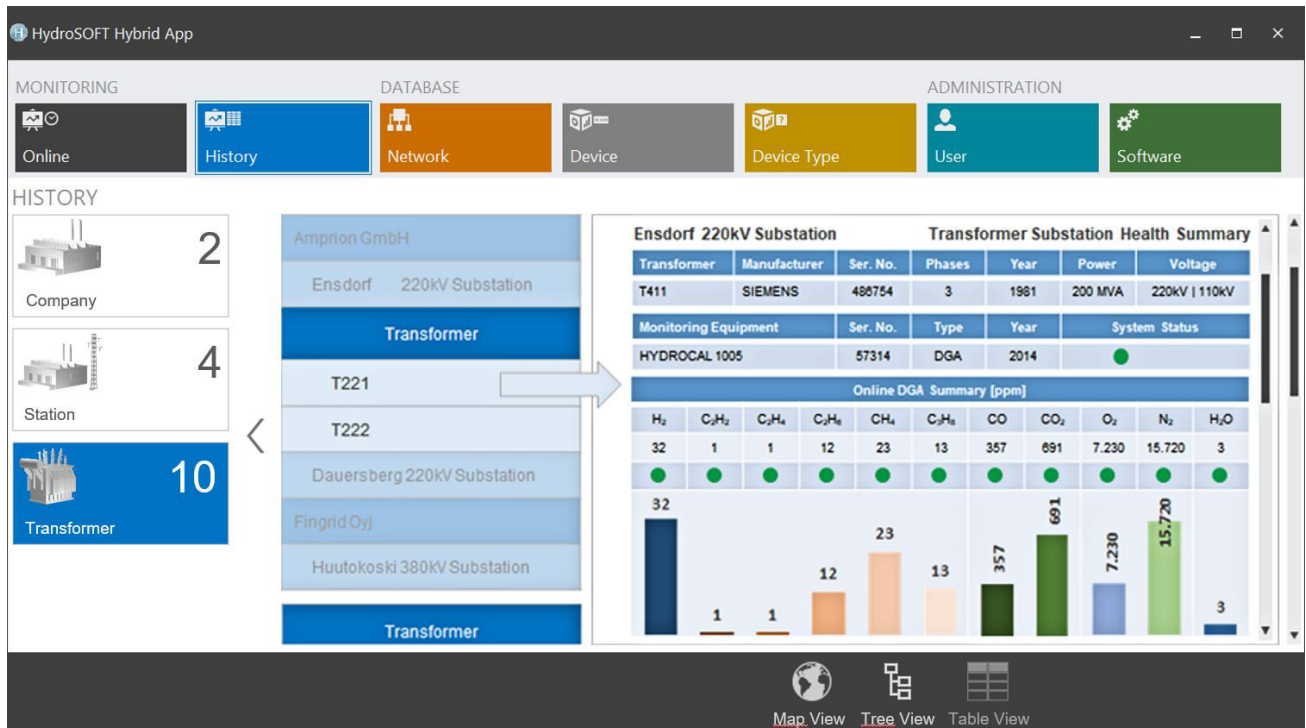 HydroSOFT Hybrid App
MONITORING DATABASE ADMINISTRATION
Online History Network Device Device Type User Software
HISTORY
2
Company
4
Station
10
Transformer
Amprion GmbH
Ensdorf 220kV Substation
Transformer
T221
T222
Dauersberg 220kV Substation
Fingrid Oyj
Huutokoski 380kV Substation
Transformer
Ensdorf 220kV Substation Transformer Substation Health Summary
Transformer Manufacturer Ser. No. Phases Year Power Voltage
T411 SIEMENS 486754 3 1981 200 MVA 220kV | 110kV
Monitoring Equipment Ser. No. Type Year System Status
HYDROCAL 1005 57314 DGA 2014
Online DGA Summary [ppm]
H₂ C₂H₂ C₂H₄ C₂H₆ CH₄ C₃H₈ CO CO₂ O₂ N₂ H₂O
32 1 1 12 23 13 357 691 7.230 15.720 3
32 1 1 12 23 13 357 691 7.230 15.720 3
Map View Tree View Table View